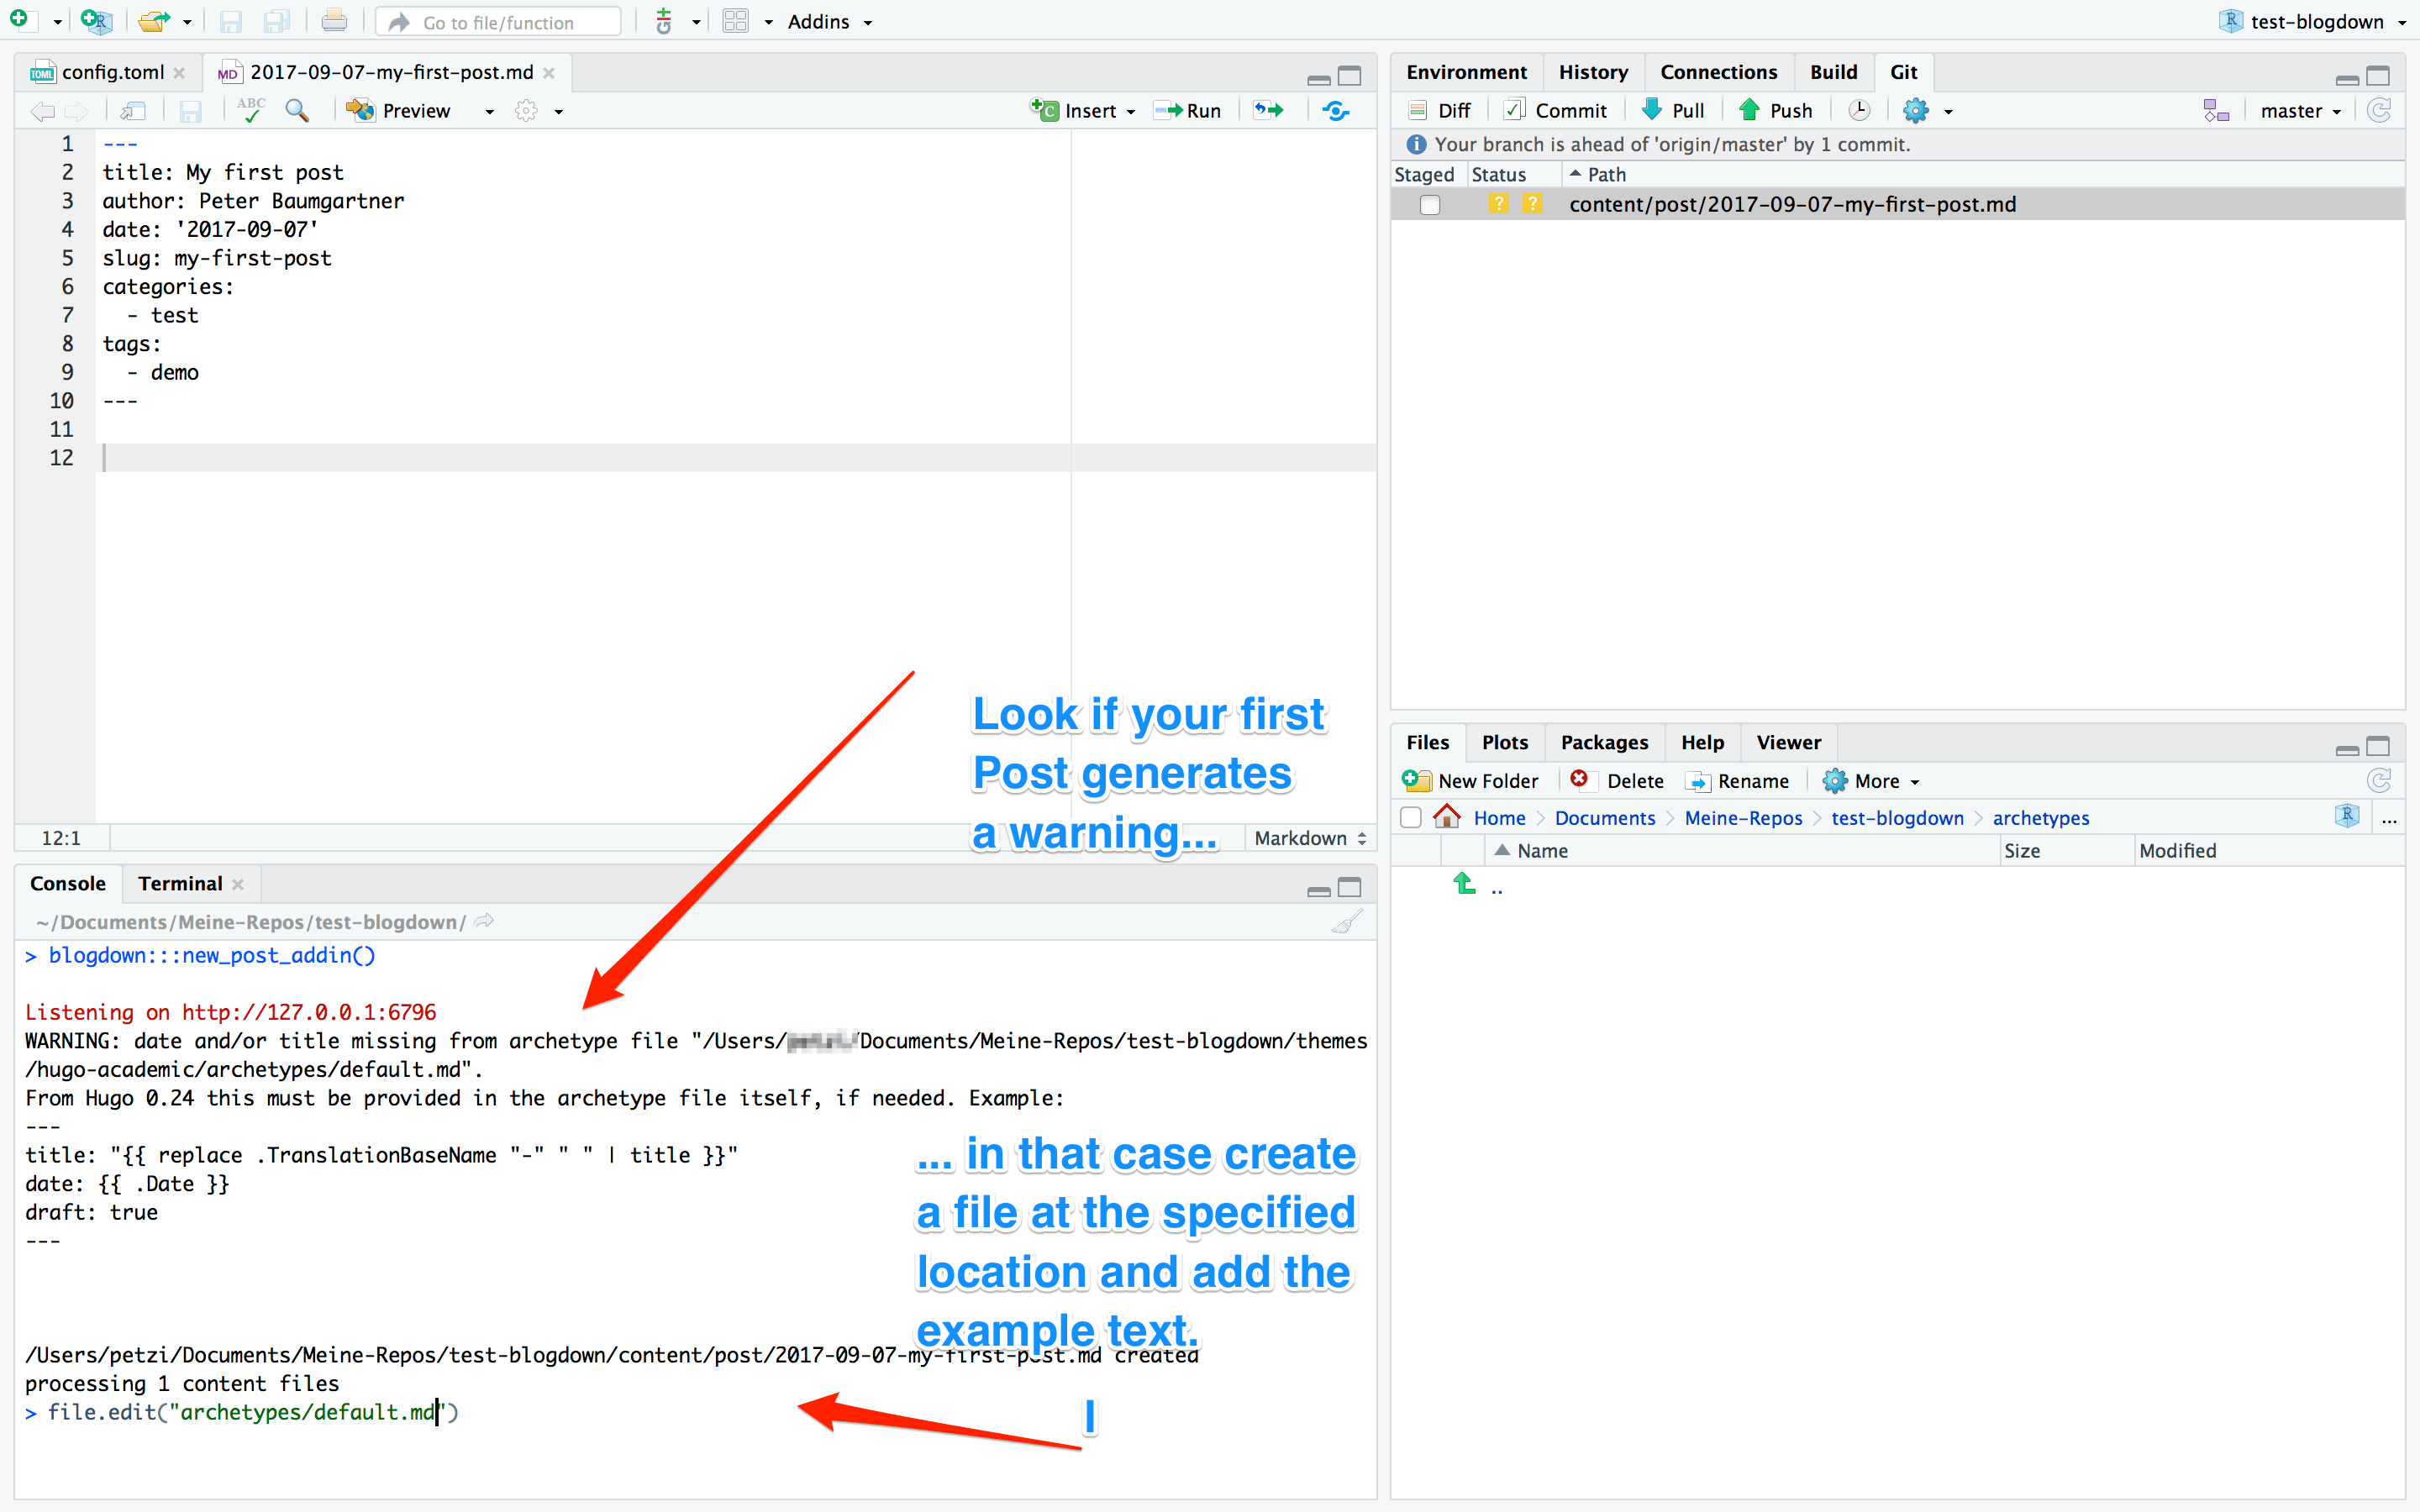 Go to file/function
Addins
test-blogdown
config.toml
2017-09-07-my-first-post.md
ABC
Preview
Insert
Run
1 ---
2 title: My first post
3 author: Peter Baumgartner
4 date: '2017-09-07'
5 slug: my-first-post
6 categories:
7 - test
8 tags:
9 - demo
10 ---
11
12
Look if your first
Post generates
a warning...
12:1
Markdown
Console
Terminal
~/Documents/Meine-Repos/test-blogdown/
> blogdown:::new_post_addin()
Listening on http://127.0.0.1:6796
WARNING: date and/or title missing from archetype file "/Users/ /Documents/Meine-Repos/test-blogdown/themes
/hugo-academic/archetypes/default.md".
From Hugo 0.24 this must be provided in the archetype file itself, if needed. Example:
---
title: "{{ replace .TranslationBaseName "-" " " | title }}"
date: {{ .Date }}
draft: true
---
... in that case create
a file at the specified
location and add the
example text.
/Users/petzi/Documents/Meine-Repos/test-blogdown/content/post/2017-09-07-my-first-post.md created
processing 1 content files
> file.edit("archetypes/default.md")
I
Environment
History
Connections
Build
Git
Diff
Commit
Pull
Push
master
Your branch is ahead of 'origin/master' by 1 commit.
Staged
Status
Path
? ? content/post/2017-09-07-my-first-post.md
Files
Plots
Packages
Help
Viewer
New Folder
Delete
Rename
More
Home
Documents
Meine-Repos
test-blogdown
archetypes
...
Name
Size
Modified
..